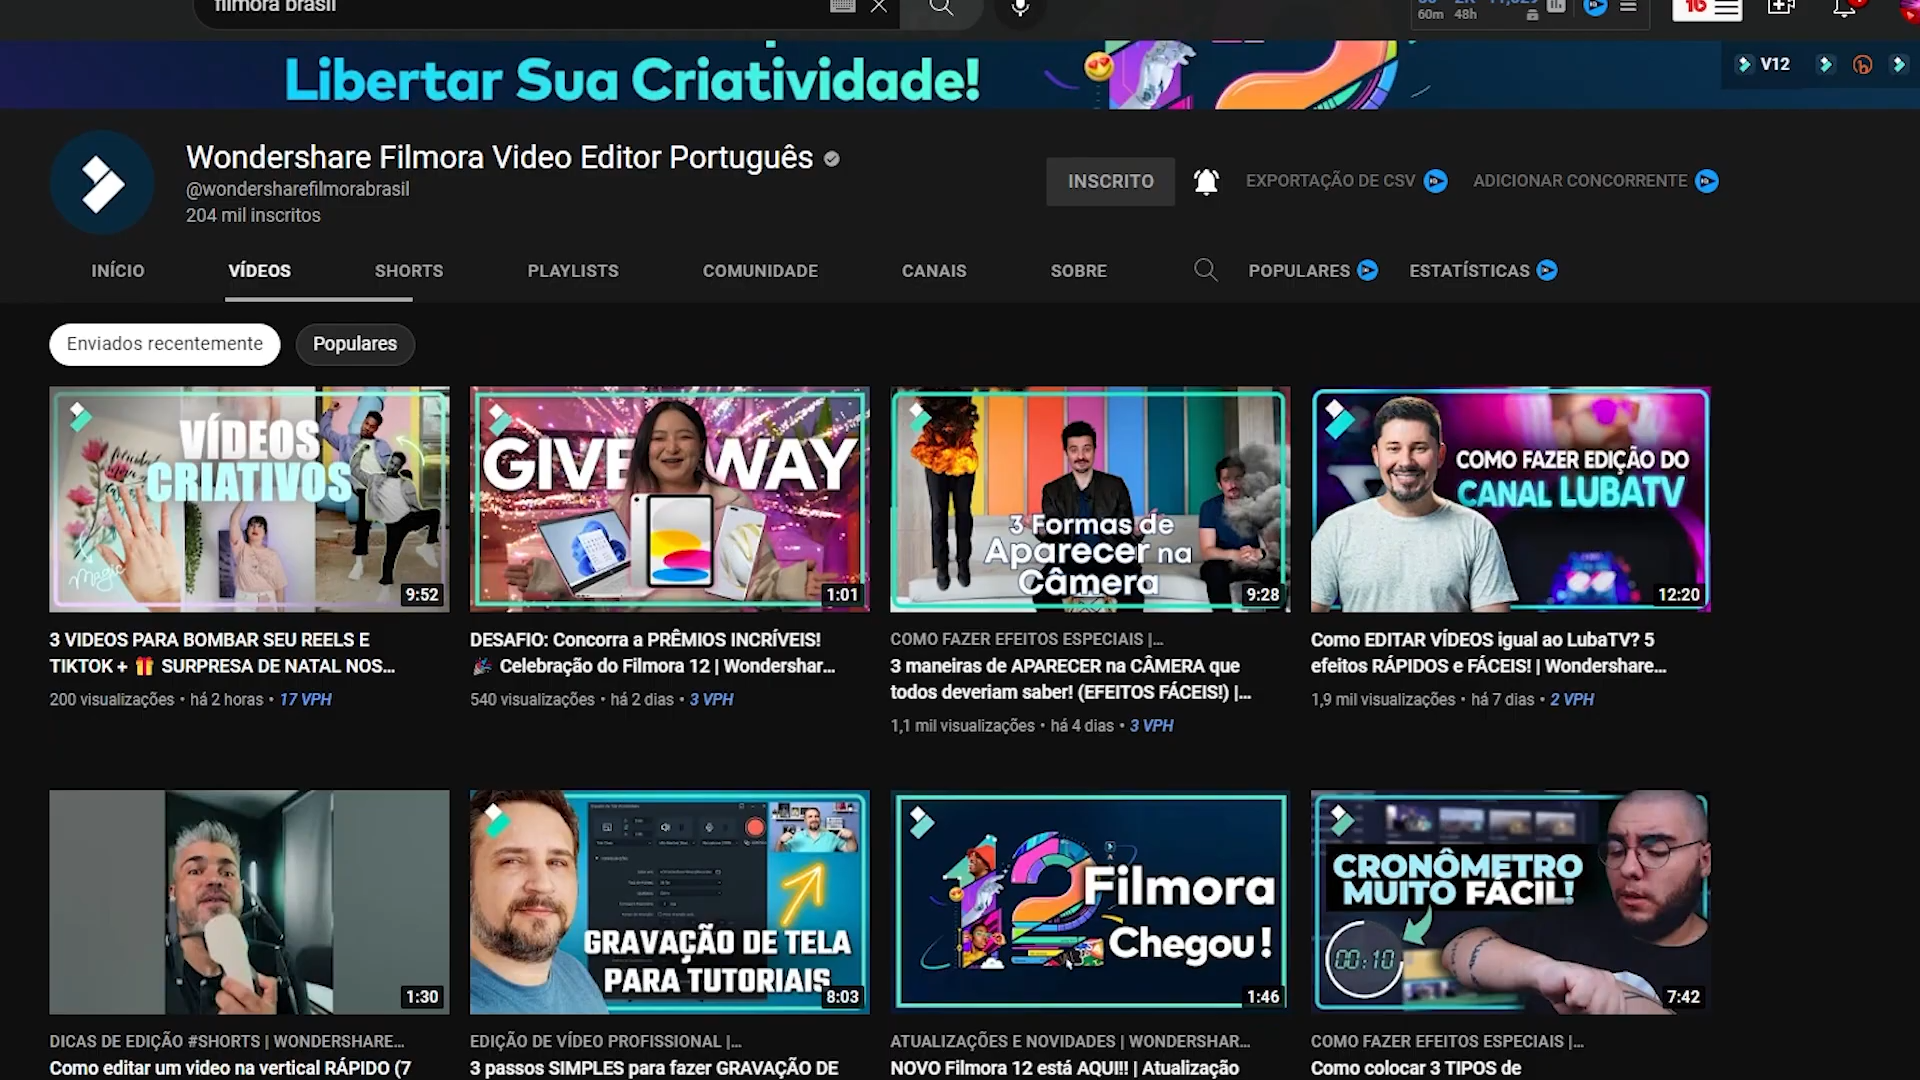 filmora brasil
60m 48h
Libertar Sua Criatividade!
V12
Wondershare Filmora Video Editor Português
@wondersharefilmorabrasil
204 mil inscritos
INSCRITO
EXPORTAÇÃO DE CSV
ADICIONAR CONCORRENTE
INÍCIO
VÍDEOS
SHORTS
PLAYLISTS
COMUNIDADE
CANAIS
SOBRE
POPULARES
ESTATÍSTICAS
Enviados recentemente
Populares
VÍDEOS
CRIATIVOS
Magic
9:52
GIVE WAY
1:01
3 Formas de
Aparecer na
Câmera
9:28
COMO FAZER EDIÇÃO DO
CANAL LUBATV
12:20
3 VIDEOS PARA BOMBAR SEU REELS E
TIKTOK + 🎁 SURPRESA DE NATAL NOS...
200 visualizações • há 2 horas • 17 VPH
DESAFIO: Concorra a PRÊMIOS INCRÍVEIS!
🎉 Celebração do Filmora 12 | Wondershar...
540 visualizações • há 2 dias • 3 VPH
COMO FAZER EFEITOS ESPECIAIS |...
3 maneiras de APARECER na CÂMERA que
todos deveriam saber! (EFEITOS FÁCEIS!) |...
1,1 mil visualizações • há 4 dias • 3 VPH
Como EDITAR VÍDEOS igual ao LubaTV? 5
efeitos RÁPIDOS e FÁCEIS! | Wondershare...
1,9 mil visualizações • há 7 dias • 2 VPH
1:30
GRAVAÇÃO DE TELA
PARA TUTORIAIS
8:03
12 Filmora
Chegou!
1:46
CRONÔMETRO
MUITO FÁCIL!
00:10
7:42
DICAS DE EDIÇÃO #SHORTS | WONDERSHARE...
Como editar um video na vertical RÁPIDO (7
EDIÇÃO DE VÍDEO PROFISSIONAL |...
3 passos SIMPLES para fazer GRAVAÇÃO DE
ATUALIZAÇÕES E NOVIDADES | WONDERSHAR...
NOVO Filmora 12 está AQUI!! | Atualização
COMO FAZER EFEITOS ESPECIAIS |...
Como colocar 3 TIPOS de